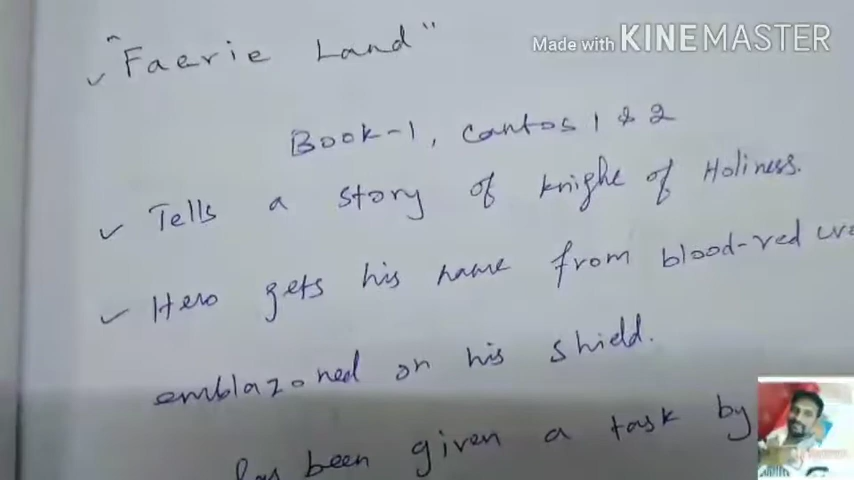 Made with KINEMASTER
✓ "Faerie Land"
Book-1, Cantos 1 & 2
✓ Tells a story of Knight of Holiness.
✓ Hero gets his name from blood-red
emblazoned on his shield.
has been given a task by